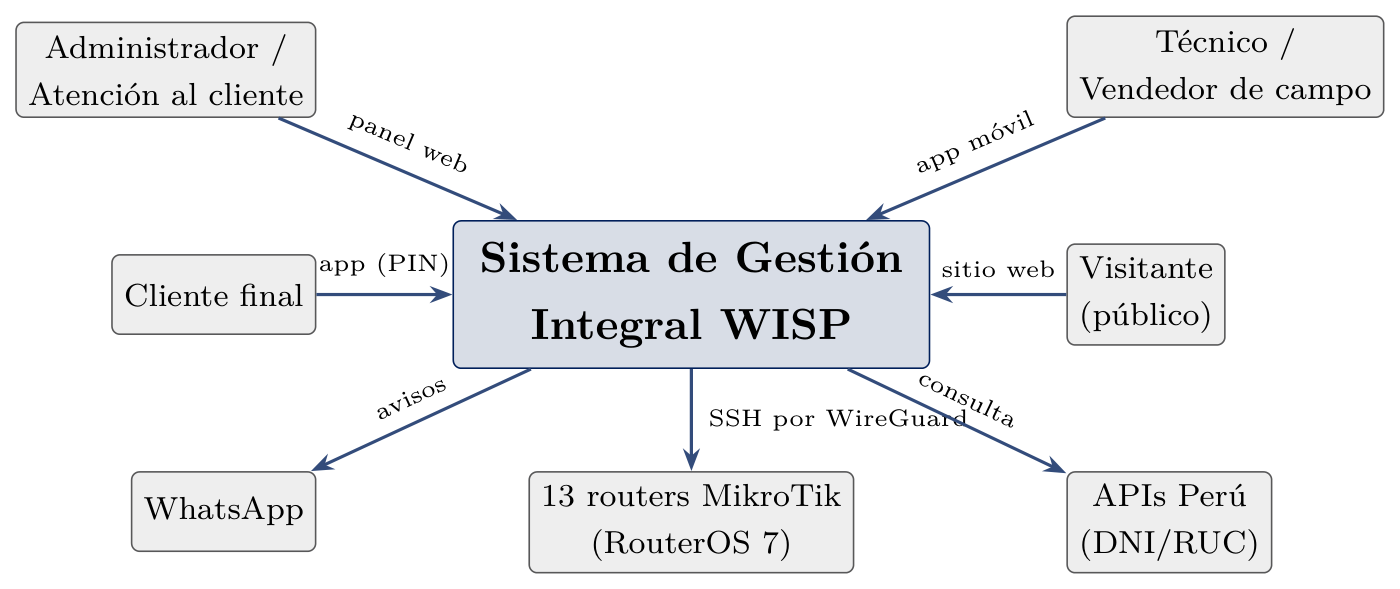 Administrador /
Atención al cliente
Técnico /
Vendedor de campo
panel web
app móvil
Sistema de Gestión
Integral WISP
Cliente final
app (PIN)
sitio web
Visitante
(público)
avisos
SSH por WireGuard
consulta
WhatsApp
13 routers MikroTik
(RouterOS 7)
APIs Perú
(DNI/RUC)